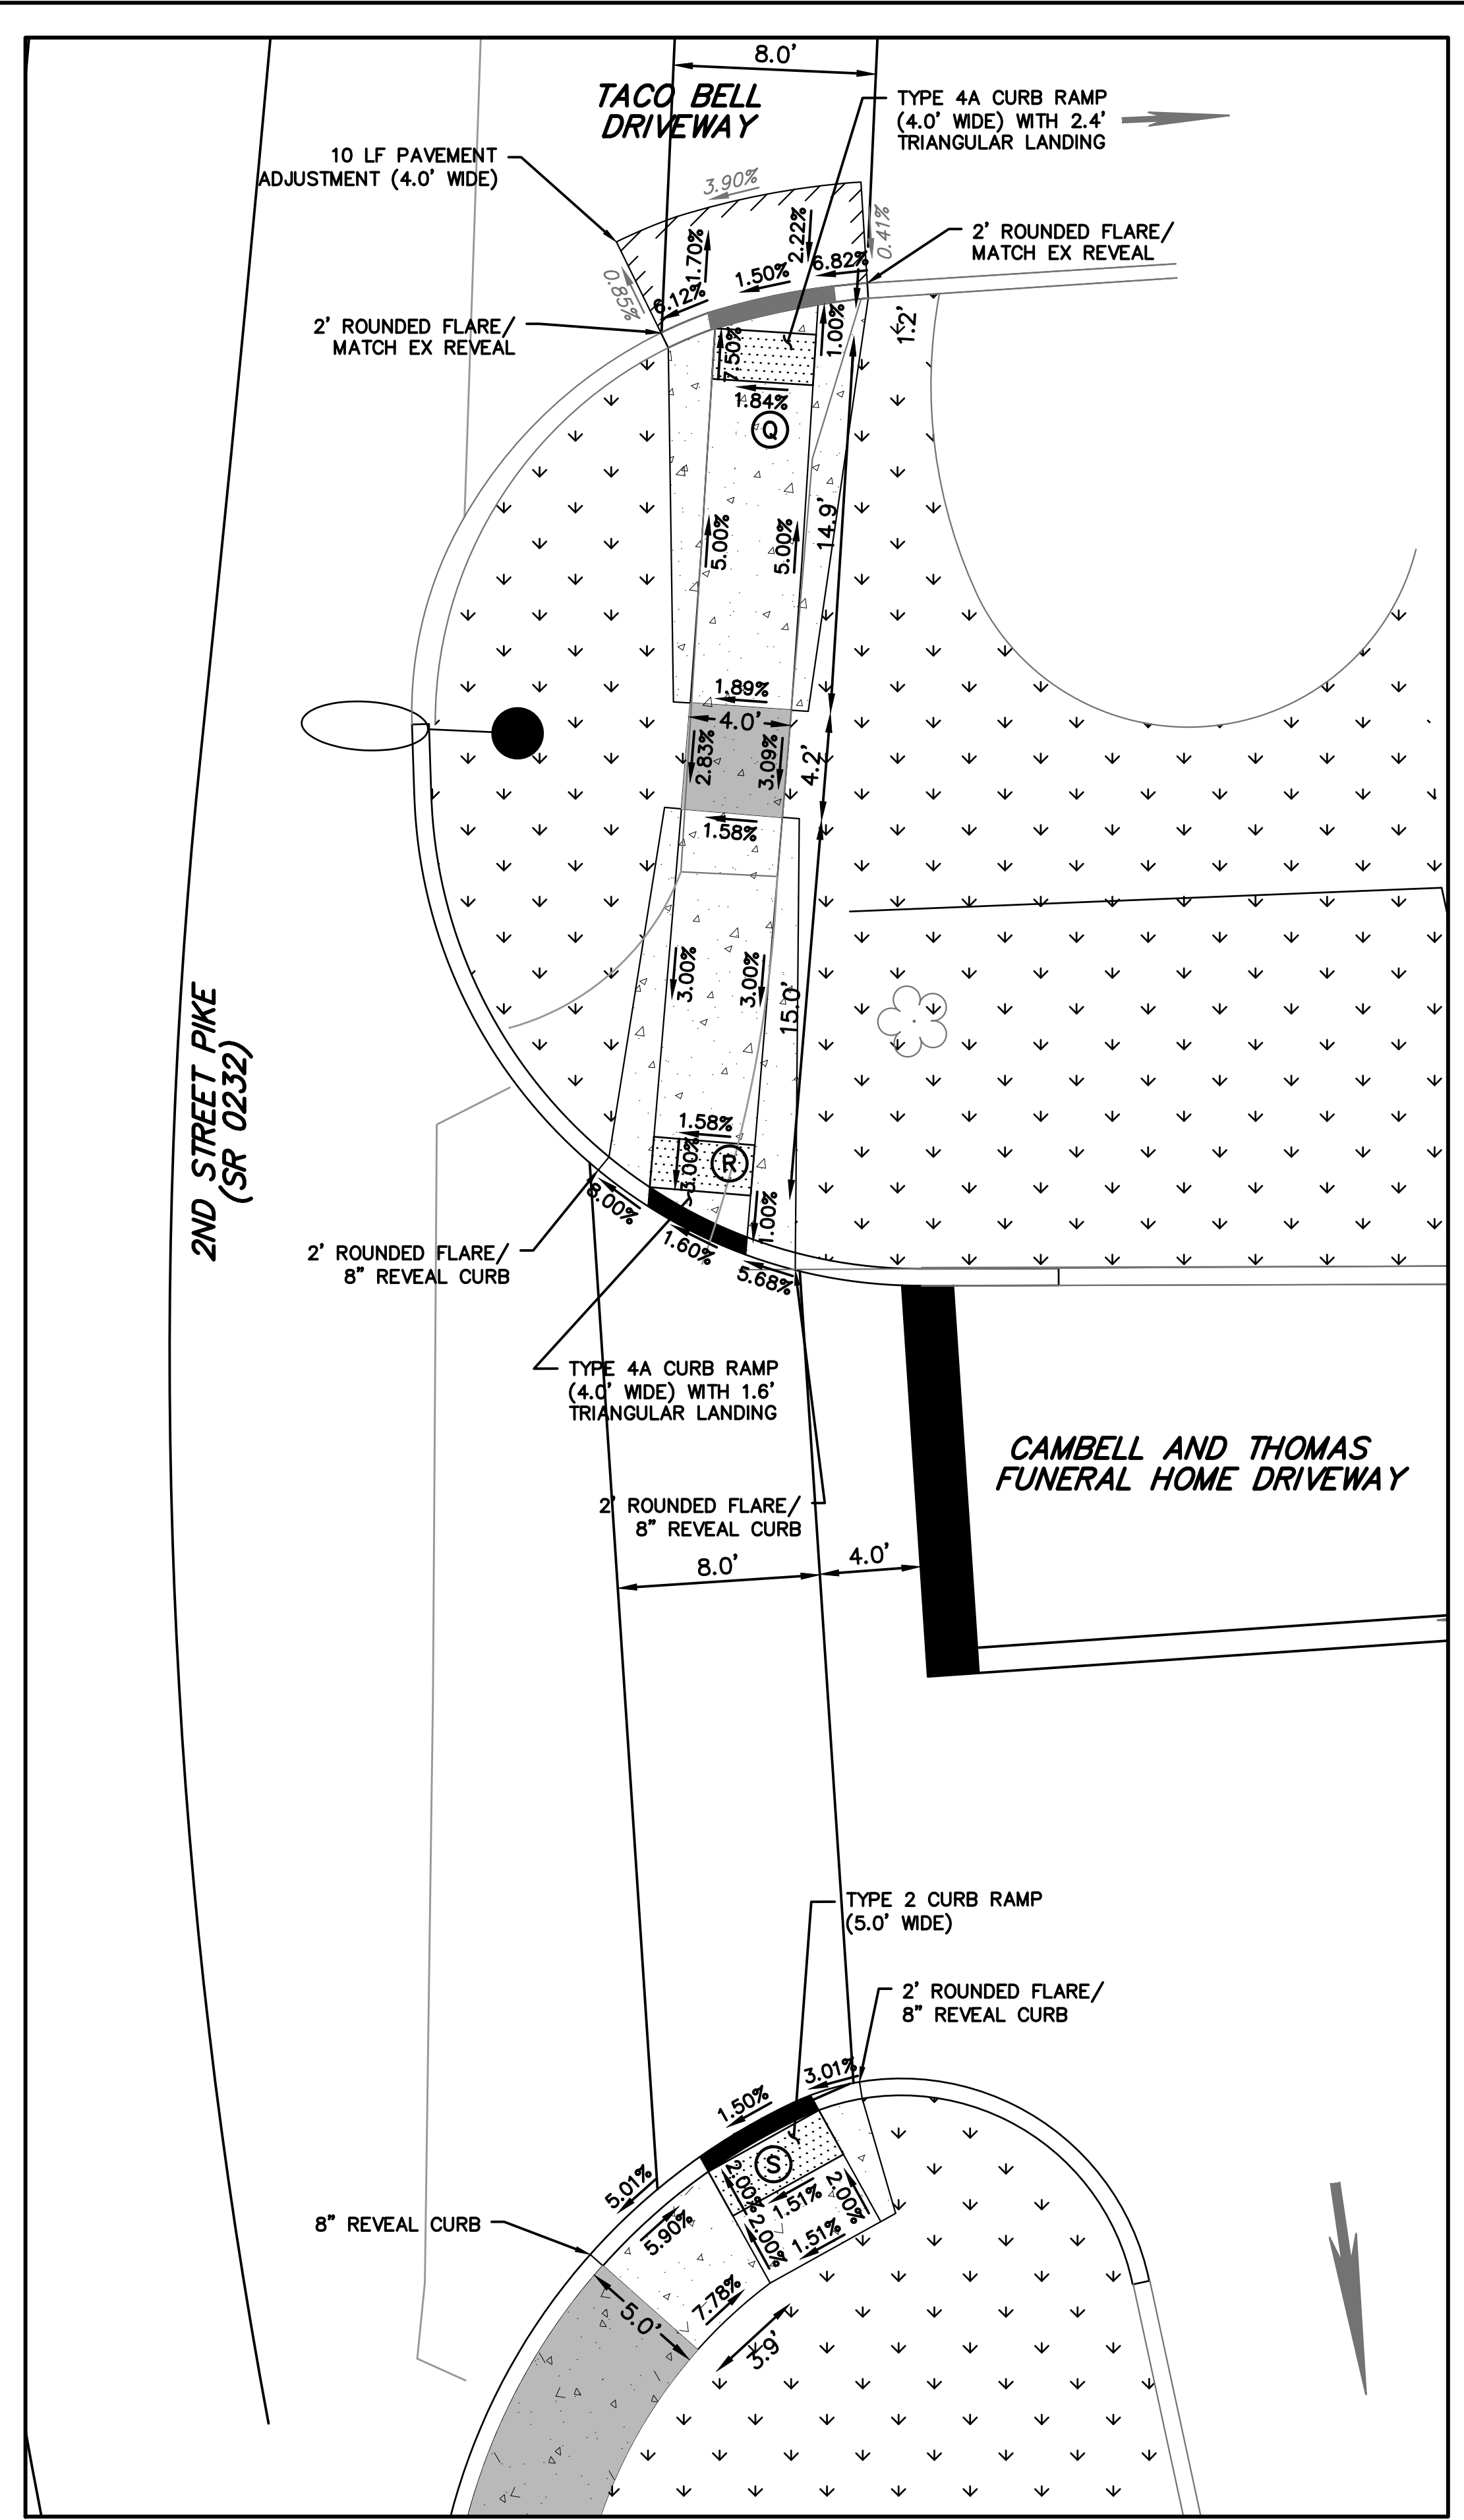 8.0'
TACO BELL
DRIVEWAY
TYPE 4A CURB RAMP
(4.0' WIDE) WITH 2.4'
TRIANGULAR LANDING
10 LF PAVEMENT
ADJUSTMENT (4.0' WIDE)
3.90%
2.22%
0.41%
2' ROUNDED FLARE/
MATCH EX REVEAL
1.70%
6.82%
1.50%
0.85%
6.12%
2' ROUNDED FLARE/
MATCH EX REVEAL
1.00%
1.2'
7.50%
1.84%
Q
14.9'
5.00%
5.00%
1.89%
4.0'
2.83%
3.09%
4.2'
1.58%
3.00%
3.00%
15.0'
2ND STREET PIKE
(SR 0232)
1.58%
3.00%
R
8.00%
1.00%
1.60%
5.68%
2' ROUNDED FLARE/
8" REVEAL CURB
TYPE 4A CURB RAMP
(4.0' WIDE) WITH 1.6'
TRIANGULAR LANDING
CAMBELL AND THOMAS
FUNERAL HOME DRIVEWAY
2' ROUNDED FLARE/
8" REVEAL CURB
8.0'
4.0'
TYPE 2 CURB RAMP
(5.0' WIDE)
2' ROUNDED FLARE/
8" REVEAL CURB
3.01%
1.50%
S
5.01%
2.00%
1.51%
2.00%
8" REVEAL CURB
5.90%
2.00%
1.51%
7.78%
5.0'
3.9'